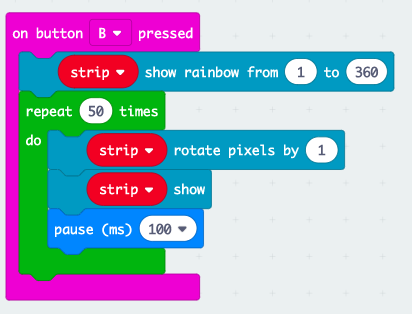 on button B pressed
strip show rainbow from 1 to 360
repeat 50 times
do strip rotate pixels by 1
strip show
pause (ms) 100